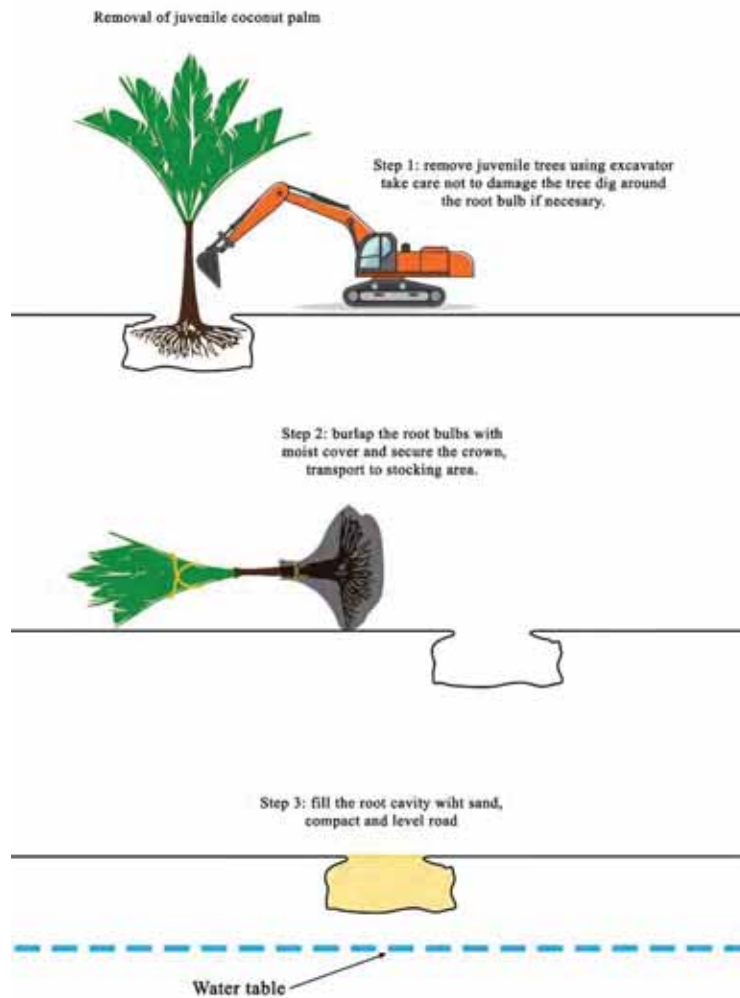 Removal of juvenile coconut palm
Step 1: remove juvenile trees using excavator
take care not to damage the tree dig around
the root bulb if necesary.
Step 2: burlap the root bulbs with
moist cover and secure the crown,
transport to stocking area.
Step 3: fill the root cavity wiht sand,
compact and level road
Water table